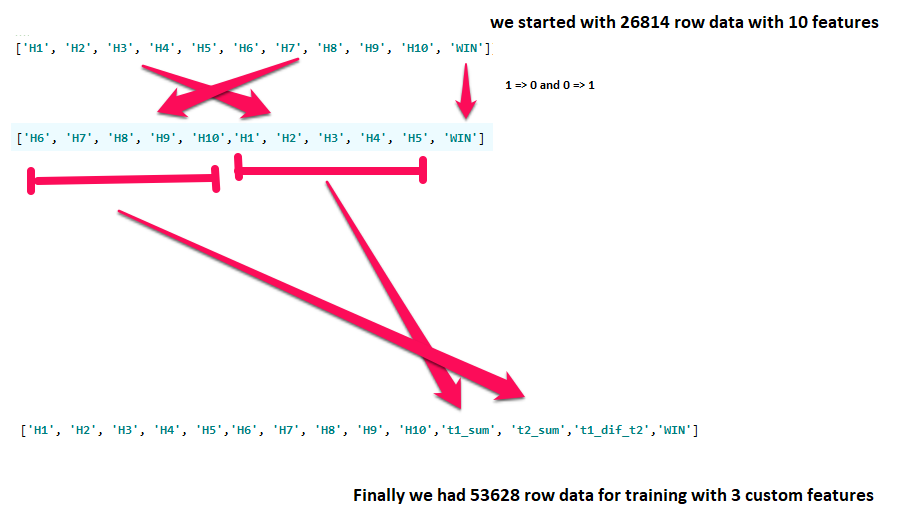 we started with 26814 row data with 10 features
['H1', 'H2', 'H3', 'H4', 'H5', 'H6', 'H7', 'H8', 'H9', 'H10', 'WIN']
1 => 0 and 0 => 1
['H6', 'H7', 'H8', 'H9', 'H10','H1', 'H2', 'H3', 'H4', 'H5', 'WIN']
['H1', 'H2', 'H3', 'H4', 'H5','H6', 'H7', 'H8', 'H9', 'H10','t1_sum', 't2_sum','t1_dif_t2','WIN']
Finally we had 53628 row data for training with 3 custom features